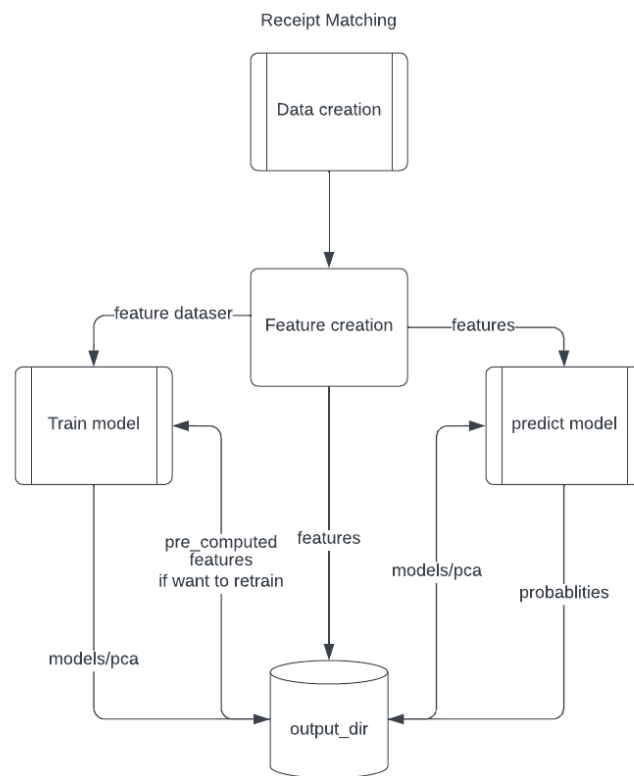 Receipt Matching
Data creation
feature dataser
Feature creation
features
Train model
predict model
pre_computed
features
if want to retrain
features
models/pca
probablities
models/pca
output_dir